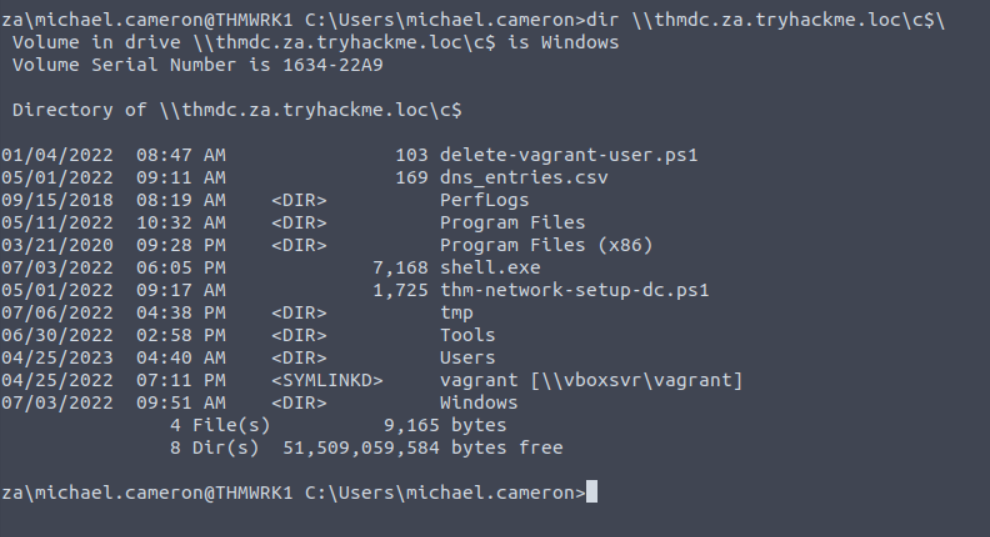 za\michael.cameron@THMWRK1 C:\Users\michael.cameron>dir \\thmdc.za.tryhackme.loc\c$\
 Volume in drive \\thmdc.za.tryhackme.loc\c$ is Windows
 Volume Serial Number is 1634-22A9
 Directory of \\thmdc.za.tryhackme.loc\c$
01/04/2022  08:47 AM               103 delete-vagrant-user.ps1
05/01/2022  09:11 AM               169 dns_entries.csv
09/15/2018  08:19 AM    <DIR>          PerfLogs
05/11/2022  10:32 AM    <DIR>          Program Files
03/21/2020  09:28 PM    <DIR>          Program Files (x86)
07/03/2022  06:05 PM             7,168 shell.exe
05/01/2022  09:17 AM             1,725 thm-network-setup-dc.ps1
07/06/2022  04:38 PM    <DIR>          tmp
06/30/2022  02:58 PM    <DIR>          Tools
04/25/2023  04:40 AM    <DIR>          Users
04/25/2022  07:11 PM    <SYMLINKD>     vagrant [\\vboxsvr\vagrant]
07/03/2022  09:51 AM    <DIR>          Windows
               4 File(s)          9,165 bytes
               8 Dir(s)  51,509,059,584 bytes free
za\michael.cameron@THMWRK1 C:\Users\michael.cameron>